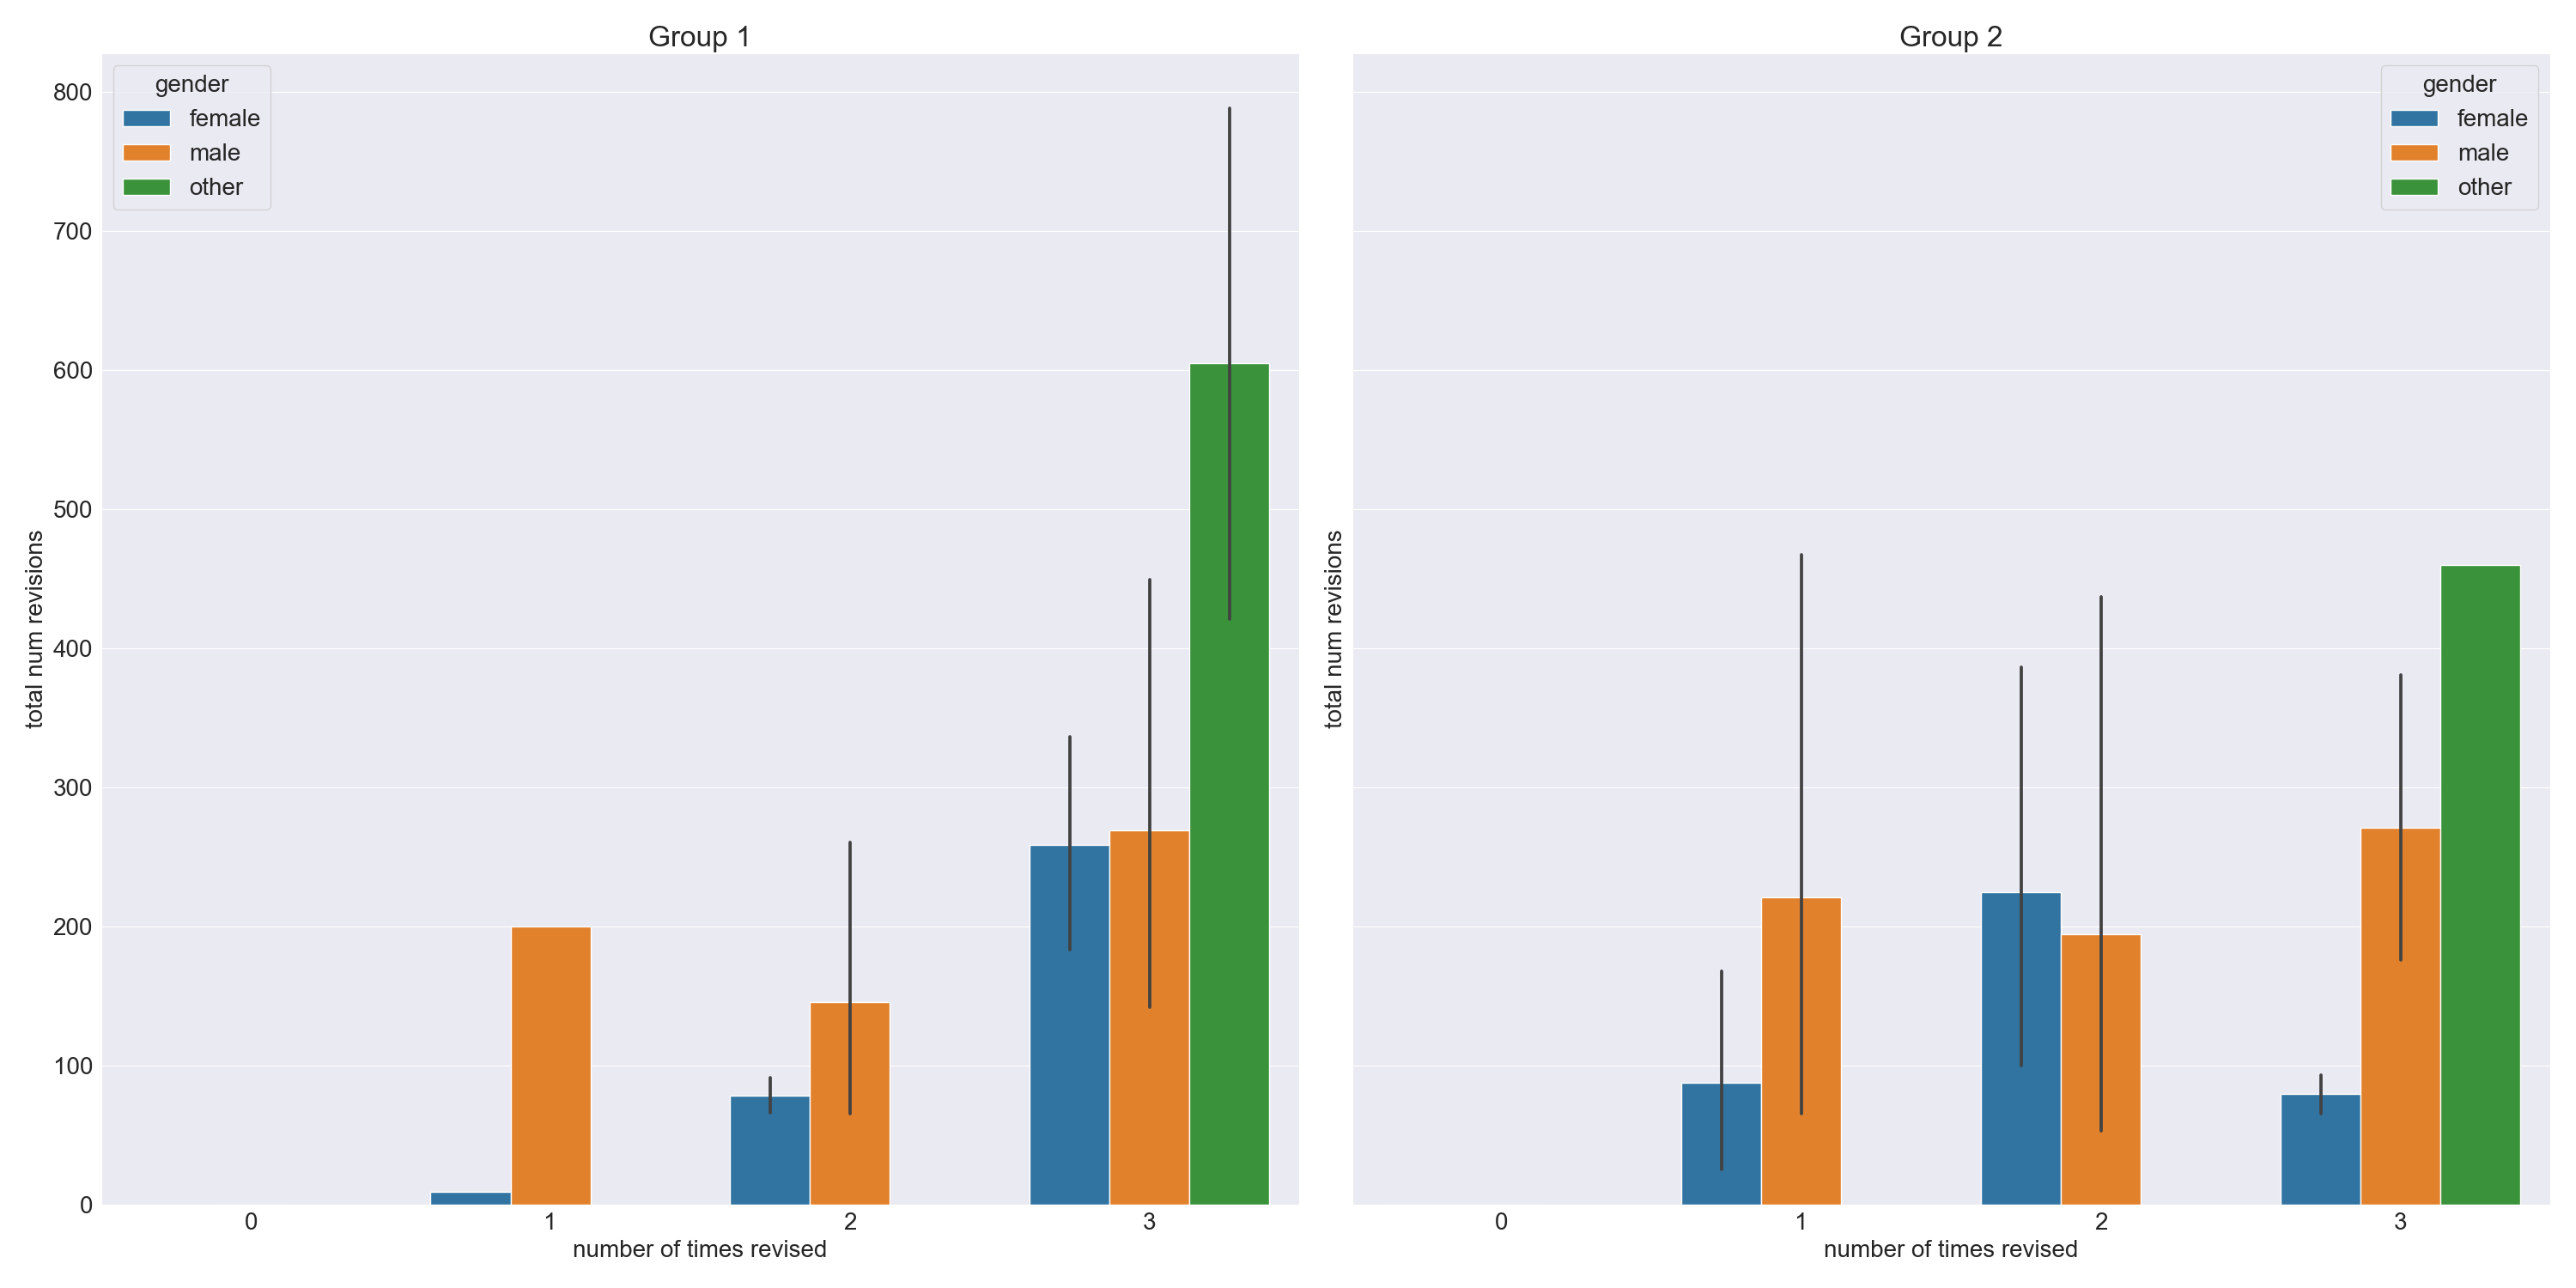 Group 1
gender
female
male
other
800
700
600
500
400
300
200
100
0
total num revisions
0 1 2 3
number of times revised
Group 2
gender
female
male
other
total num revisions
0 1 2 3
number of times revised